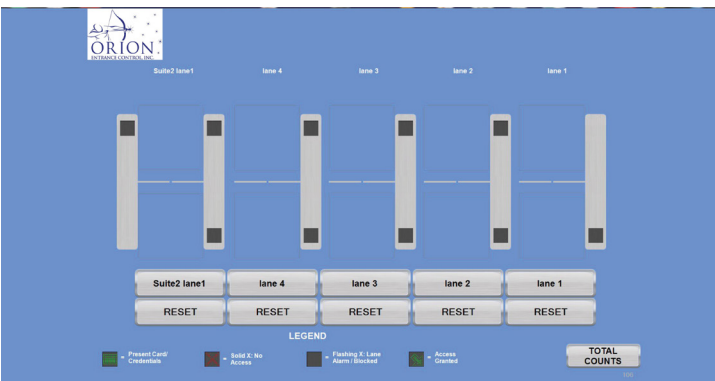 ORION
ENTRANCE CONTROL, INC.
Suite2 lane1 lane 4 lane 3 lane 2 lane 1
Suite2 lane1 lane 4 lane 3 lane 2 lane 1
RESET RESET RESET RESET RESET
LEGEND
= Present Card/
Credentials
= Solid X: No
Access
= Flashing X: Lane
Alarm / Blocked
= Access
Granted
TOTAL
COUNTS